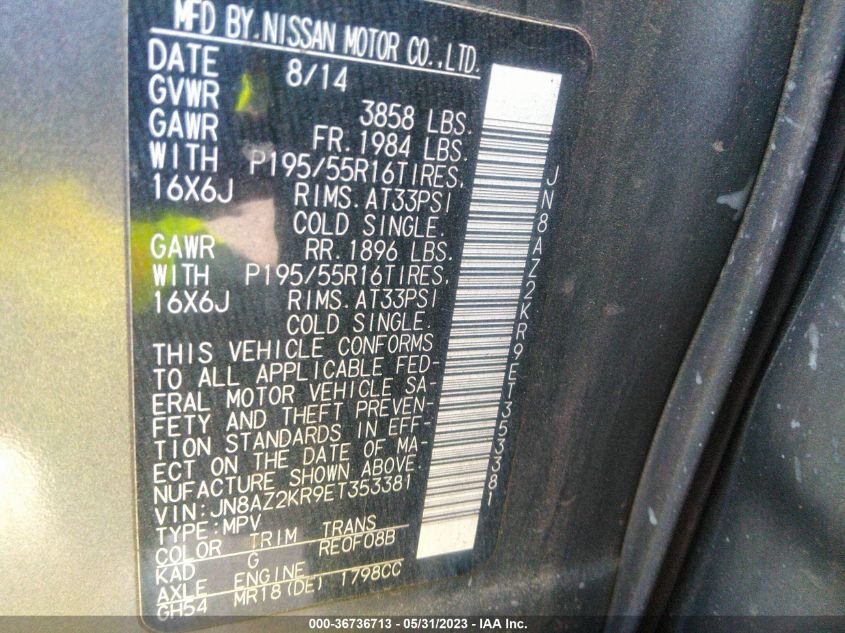 MFD BY.NISSAN MOTOR CO.,LTD.
DATE 8/14
GVWR 3858 LBS.
GAWR FR.1984 LBS.
WITH P195/55R16TIRES,
16X6J RIMS.AT33PSI
COLD SINGLE.
GAWR RR.1896 LBS.
WITH P195/55R16TIRES,
16X6J RIMS.AT33PSI
COLD SINGLE.
THIS VEHICLE CONFORMS
TO ALL APPLICABLE FED-
ERAL MOTOR VEHICLE SA-
FETY AND THEFT PREVEN-
TION STANDARDS IN EFF-
ECT ON THE DATE OF MA-
NUFACTURE SHOWN ABOVE.
VIN:JN8AZ2KR9ET353381
TYPE:MPV
COLOR TRIM TRANS
KAD G RE0F08B
AXLE ENGINE
GH54 MR18(DE) 1798CC
JN8AZ2KR9ET353381
000-36736713 - 05/31/2023 - IAA Inc.